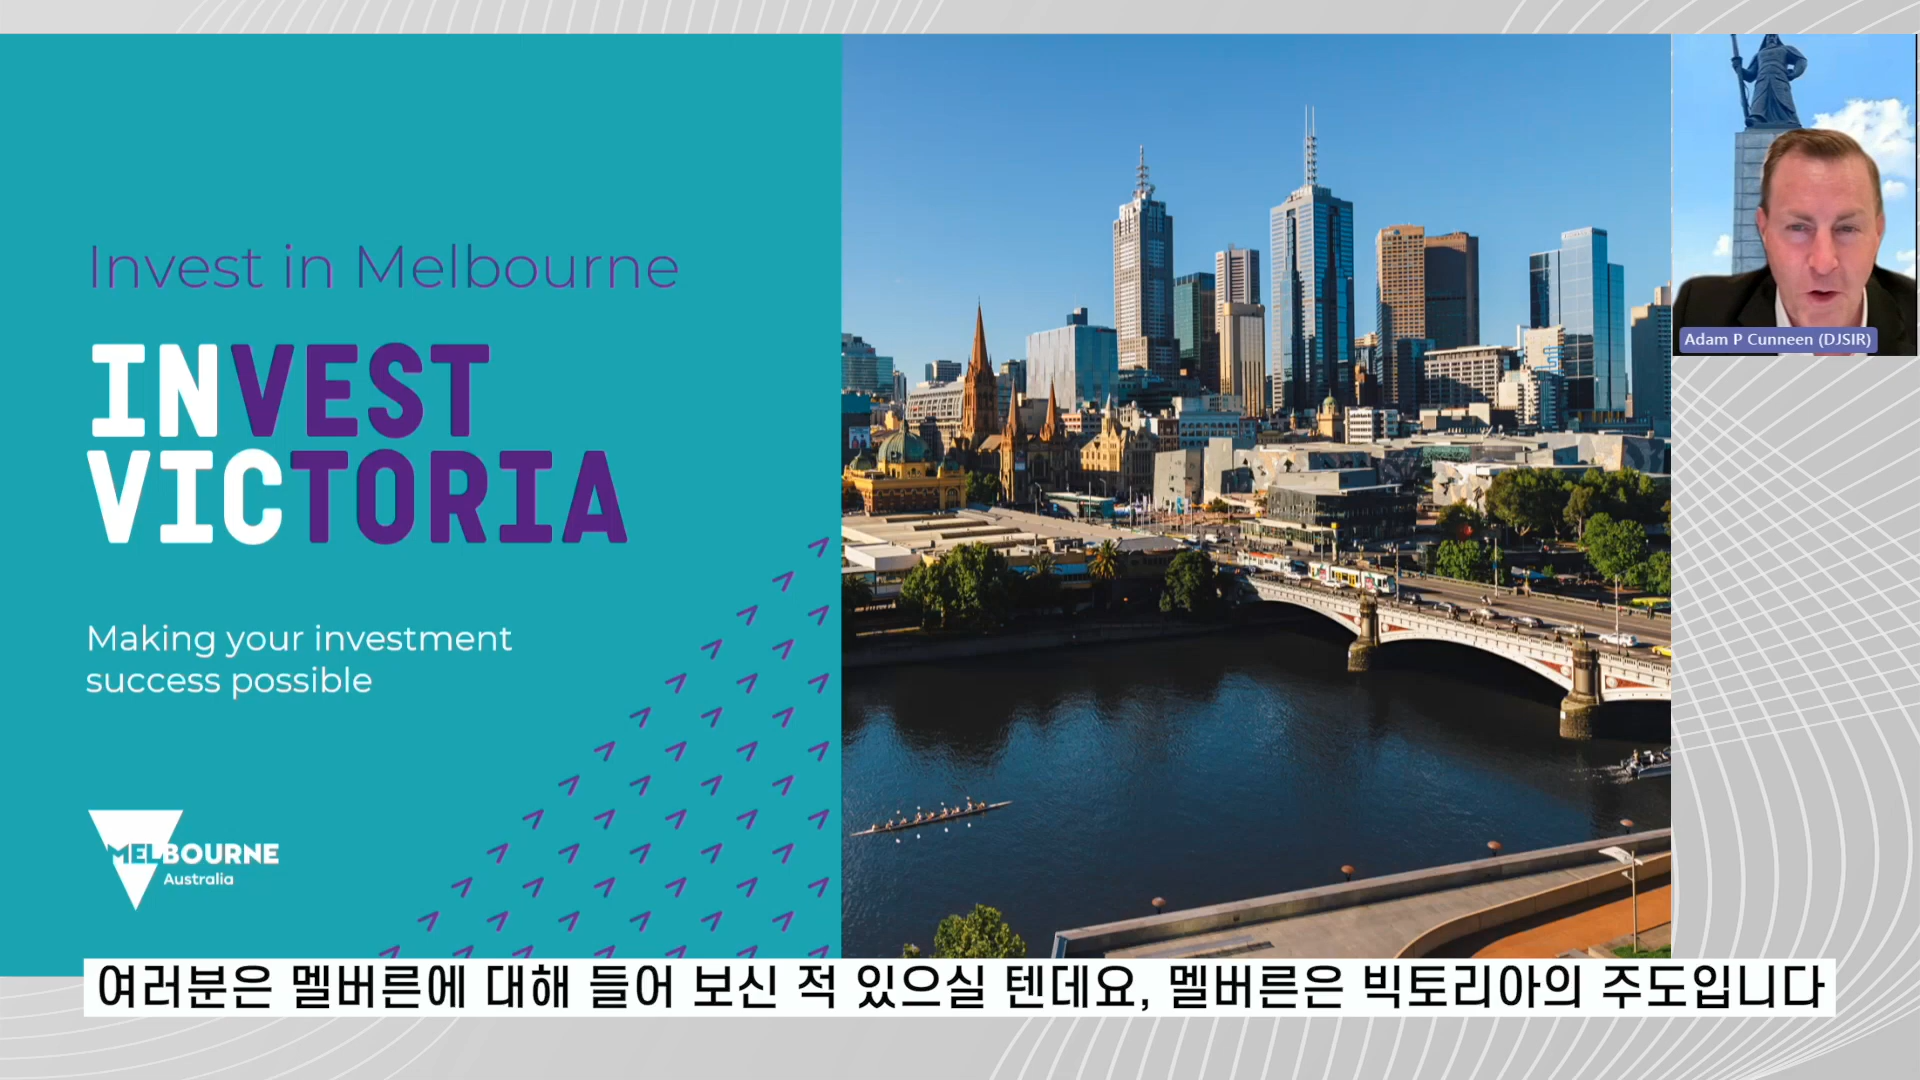 Invest in Melbourne
INVEST
VICTORIA
Making your investment
success possible
MELBOURNE
Australia
Adam P Cunneen (DJSIR)
여러분은 멜버른에 대해 들어 보신 적 있으실 텐데요, 멜버른은 빅토리아의 주도입니다